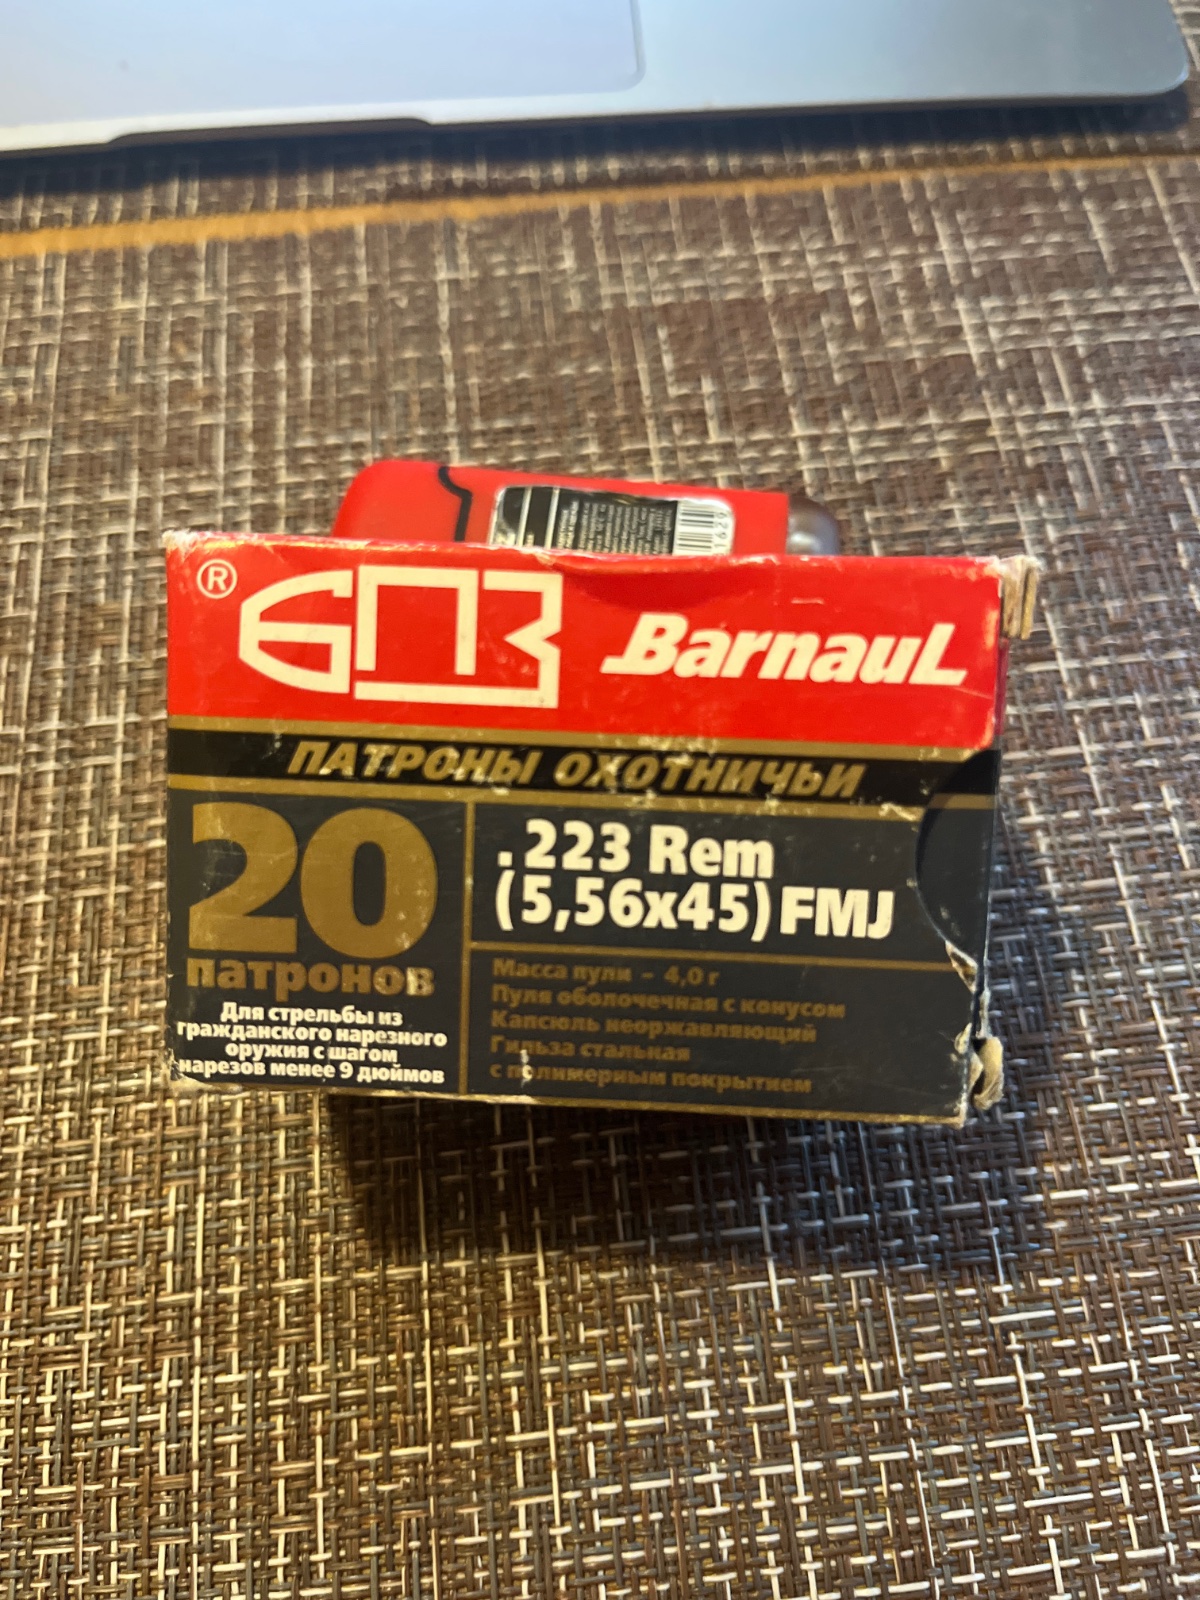 ® БПЗ Barnaul
ПАТРОНЫ ОХОТНИЧЬИ
20
патронов
Для стрельбы из
гражданского нарезного
оружия с шагом
нарезов менее 9 дюймов
.223 Rem
(5,56x45) FMJ
Масса пули – 4,0 г
Пуля оболочечная с конусом
Капсюль неоржавляющий
Гильза стальная
с полимерным покрытием